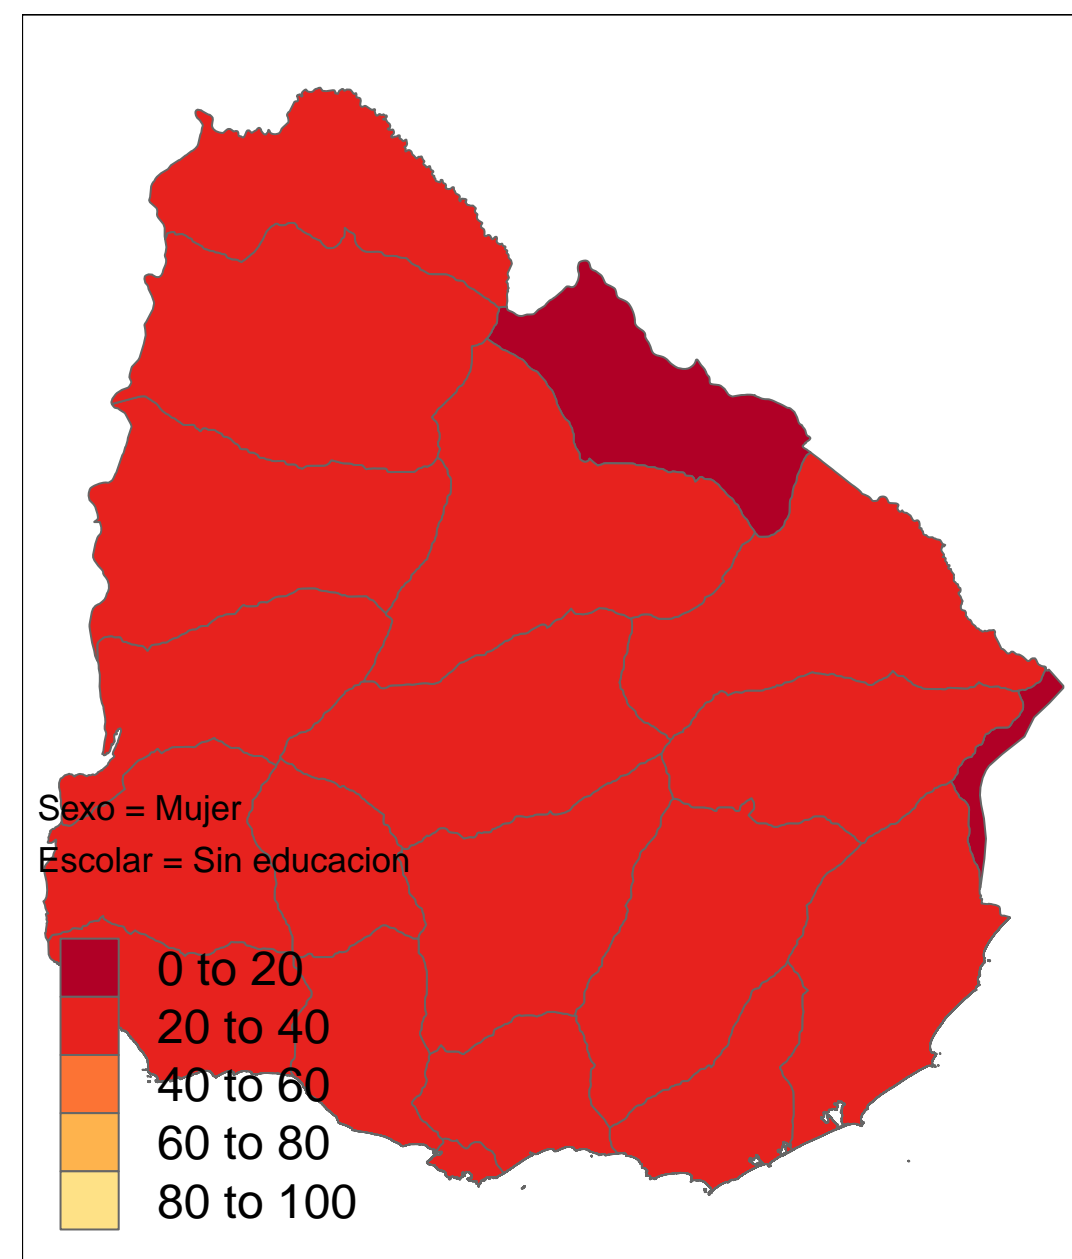 Sexo = Mujer
Escolar = Sin educacion
0 to 20
20 to 40
40 to 60
60 to 80
80 to 100